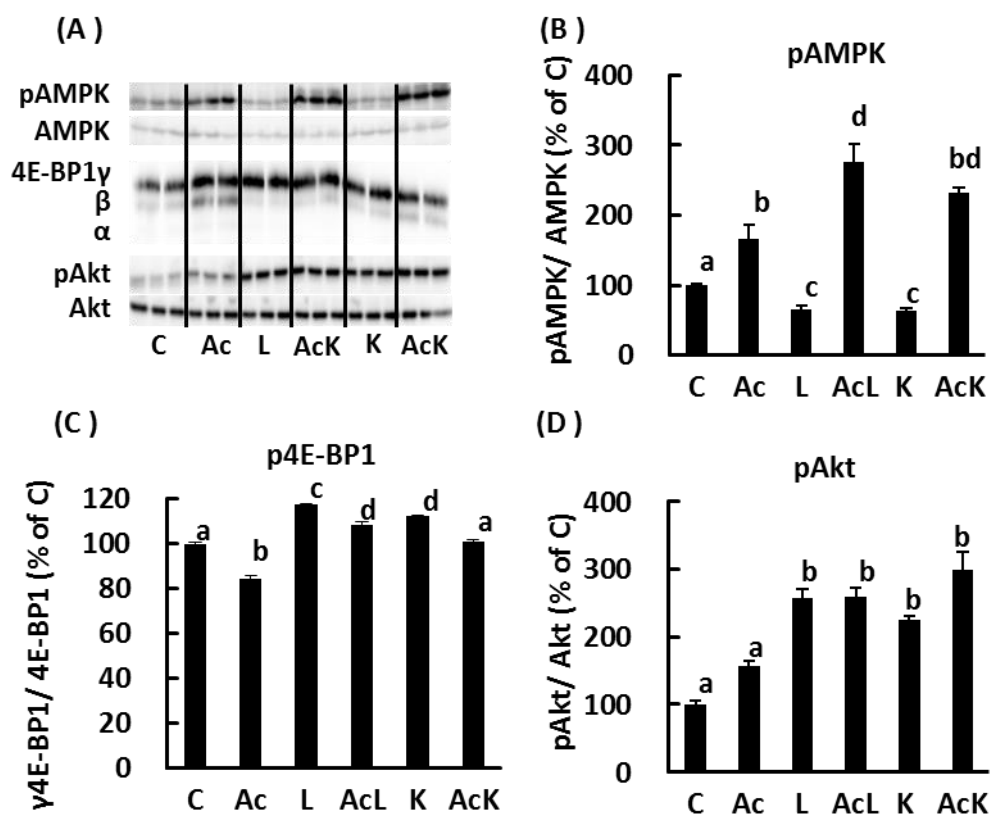 (A )
pAMPK
AMPK
4E-BP1γ
β
α
pAkt
Akt
C Ac L AcK K AcK
(B )
pAMPK
pAMPK/ AMPK (% of C)
400
300
200
100
0
a
b
c
d
c
bd
C Ac L AcL K AcK
(C )
p4E-BP1
γ4E-BP1/ 4E-BP1 (% of C)
120
100
80
60
40
20
0
a
b
c
d
d
a
C Ac L AcL K AcK
(D )
pAkt
pAkt/ Akt (% of C)
400
300
200
100
0
a
a
b
b
b
b
C Ac L AcL K AcK